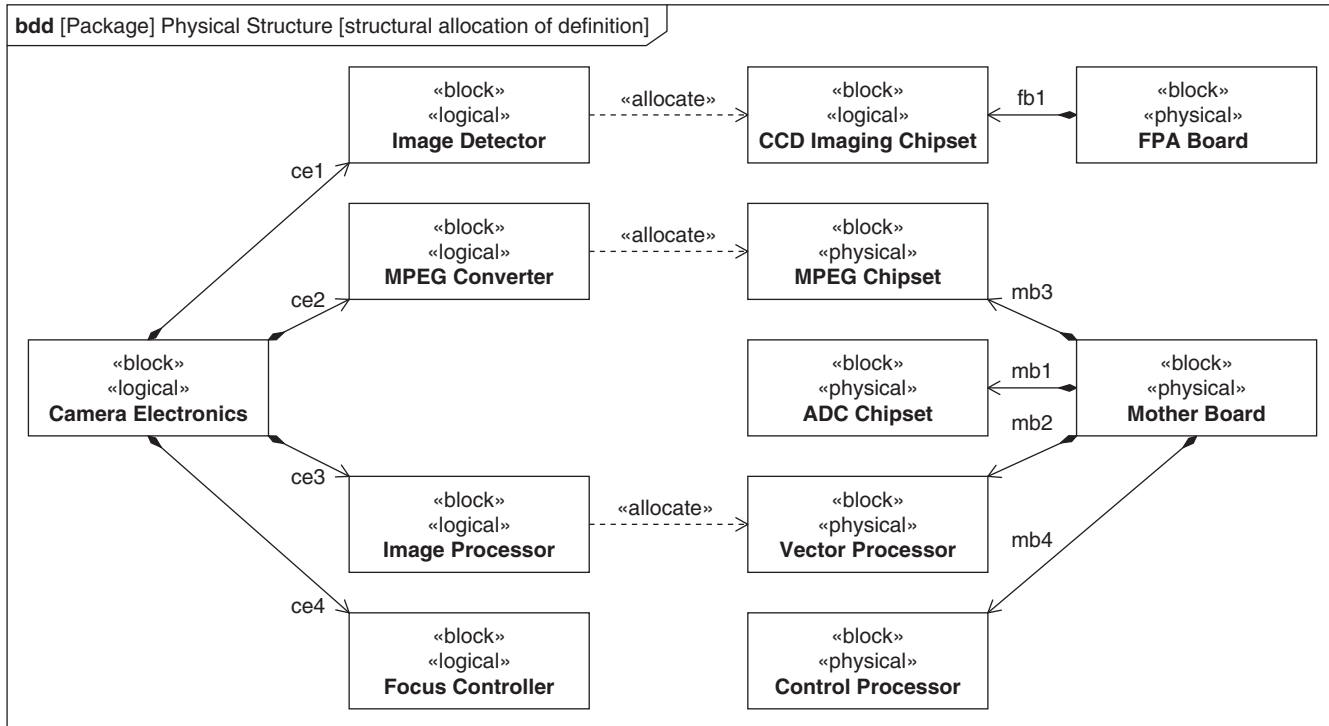 bdd [Package] Physical Structure [structural allocation of definition]
«block»
«logical»
Image Detector
«allocate»
«block»
«logical»
CCD Imaging Chipset
fb1
«block»
«physical»
FPA Board
ce1
«block»
«logical»
MPEG Converter
«allocate»
«block»
«physical»
MPEG Chipset
ce2
mb3
«block»
«logical»
Camera Electronics
«block»
«physical»
ADC Chipset
mb1
«block»
«physical»
Mother Board
mb2
ce3
«block»
«logical»
Image Processor
«allocate»
«block»
«physical»
Vector Processor
mb4
ce4
«block»
«logical»
Focus Controller
«block»
«physical»
Control Processor